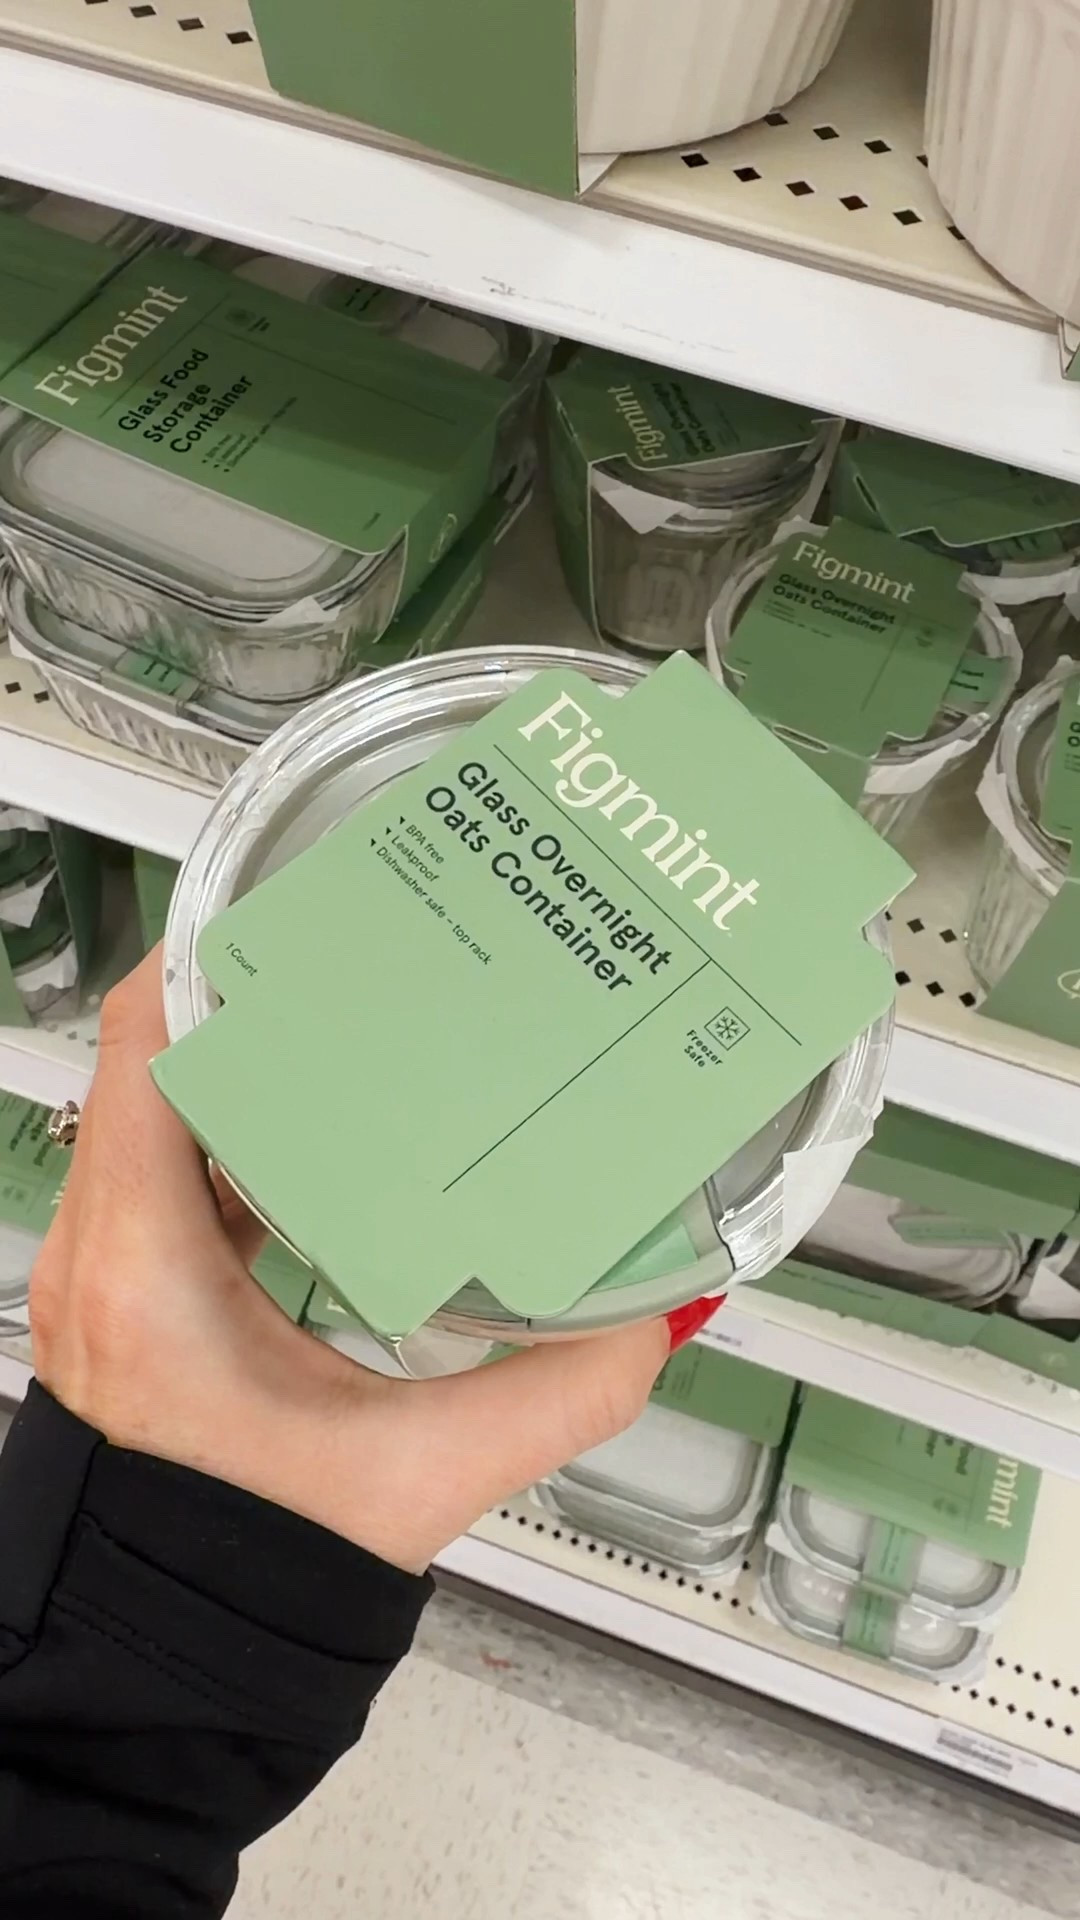 Figmint
Glass Food
Storage
Container
Figmint
Figmint
Glass Overnight
Oats Container
Figmint
Glass Overnight
Oats Container
BPA free
Leakproof
Dishwasher safe – top rack
1 Count
Freezer
Safe